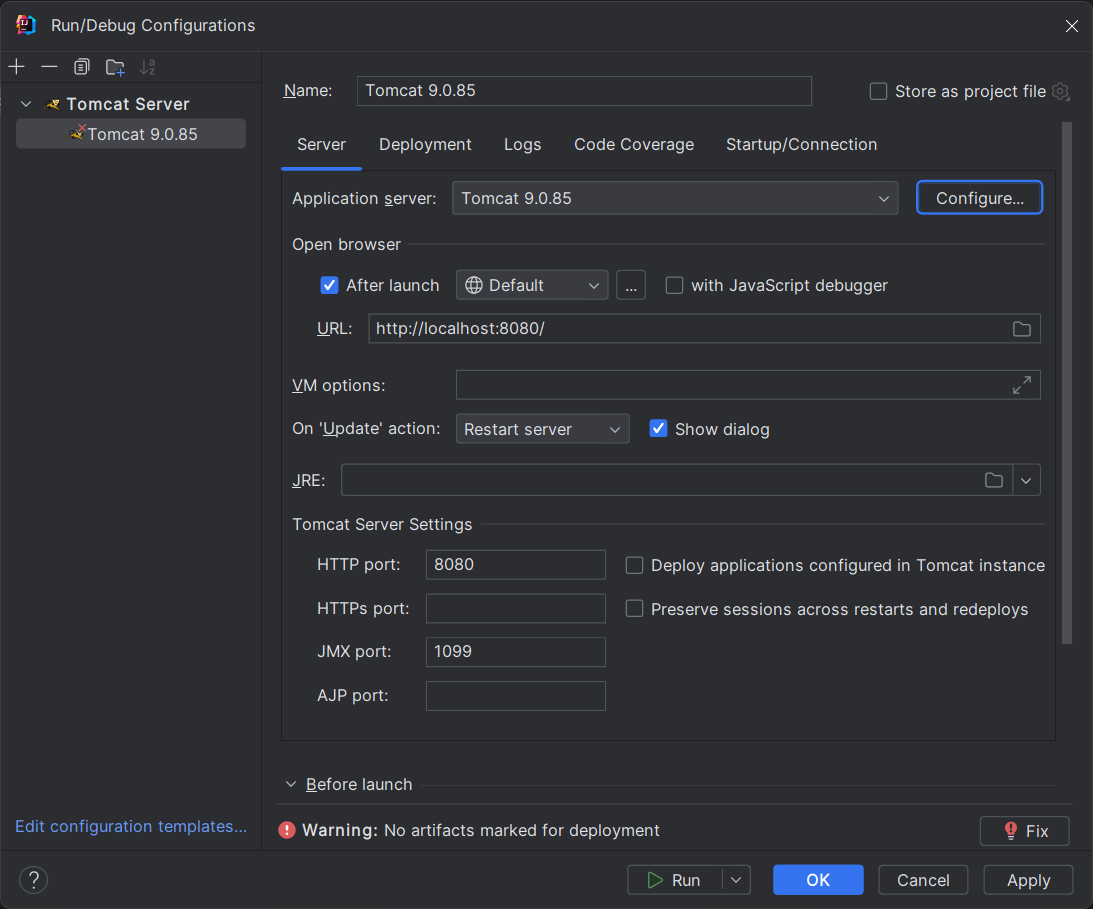 Run/Debug Configurations
Tomcat Server
Tomcat 9.0.85
Edit configuration templates...
Name: Tomcat 9.0.85 Store as project file
Server Deployment Logs Code Coverage Startup/Connection
Application server: Tomcat 9.0.85 Configure...
Open browser
After launch Default ... with JavaScript debugger
URL: http://localhost:8080/
VM options:
On 'Update' action: Restart server Show dialog
JRE:
Tomcat Server Settings
HTTP port: 8080 Deploy applications configured in Tomcat instance
HTTPs port: Preserve sessions across restarts and redeploys
JMX port: 1099
AJP port:
Before launch
Warning: No artifacts marked for deployment Fix
? Run OK Cancel Apply